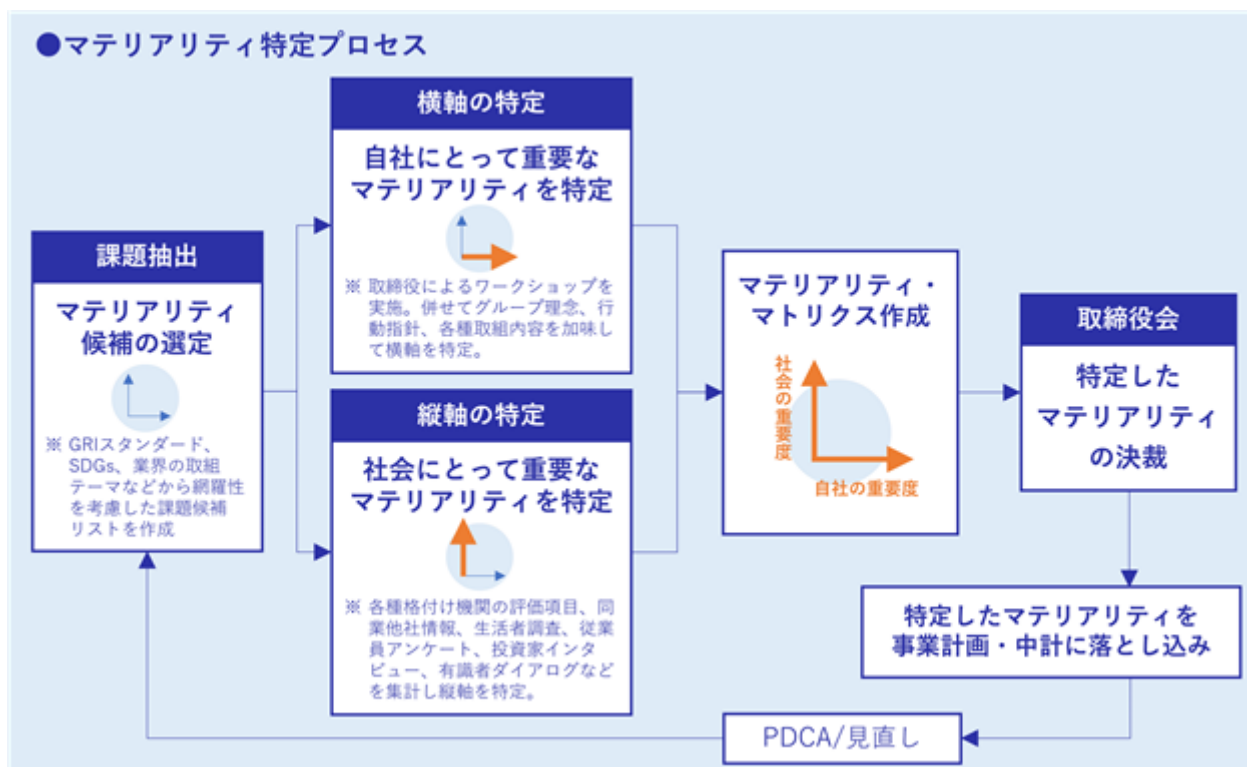 ●マテリアリティ特定プロセス
課題抽出
マテリアリティ
候補の選定
※ GRIスタンダード、
SDGs、業界の取組
テーマなどから網羅性
を考慮した課題候補
リストを作成
横軸の特定
自社にとって重要な
マテリアリティを特定
※ 取締役によるワークショップを
実施。併せてグループ理念、行
動指針、各種取組内容を加味し
て横軸を特定。
縦軸の特定
社会にとって重要な
マテリアリティを特定
※ 各種格付け機関の評価項目、同
業他社情報、生活者調査、従業
員アンケート、投資家インタ
ビュー、有識者ダイアログなど
を集計し縦軸を特定。
マテリアリティ・
マトリクス作成
社会の重要度
自社の重要度
取締役会
特定した
マテリアリティ
の決裁
特定したマテリアリティを
事業計画・中計に落とし込み
PDCA/見直し